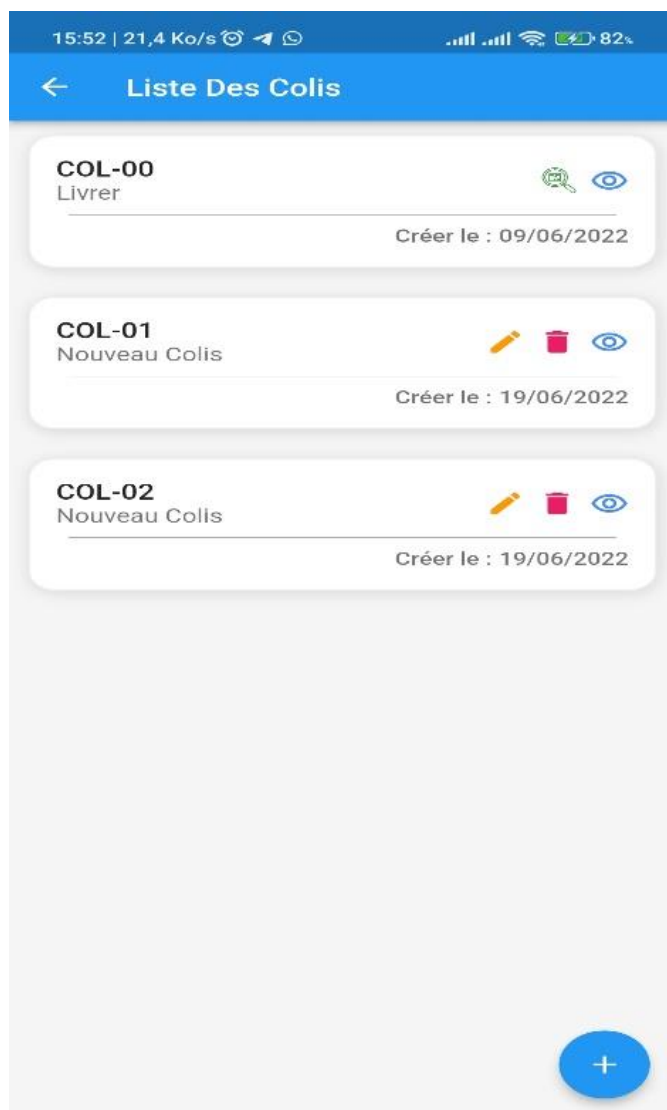 15:52 | 21,4 Ko/s 82%
Liste Des Colis
COL-00
Livrer
Créer le : 09/06/2022
COL-01
Nouveau Colis
Créer le : 19/06/2022
COL-02
Nouveau Colis
Créer le : 19/06/2022
+